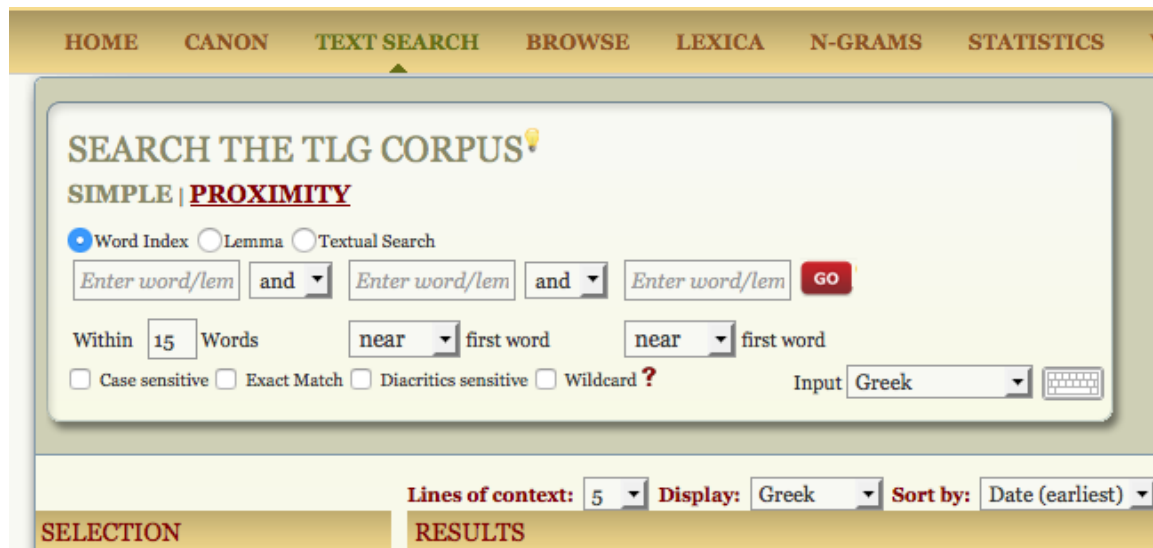 HOME CANON TEXT SEARCH BROWSE LEXICA N-GRAMS STATISTICS
SEARCH THE TLG CORPUS
SIMPLE | PROXIMITY
Word Index Lemma Textual Search
Enter word/lem and Enter word/lem and Enter word/lem GO
Within 15 Words near first word near first word
Case sensitive Exact Match Diacritics sensitive Wildcard ? Input Greek
Lines of context: 5 Display: Greek Sort by: Date (earliest)
SELECTION RESULTS